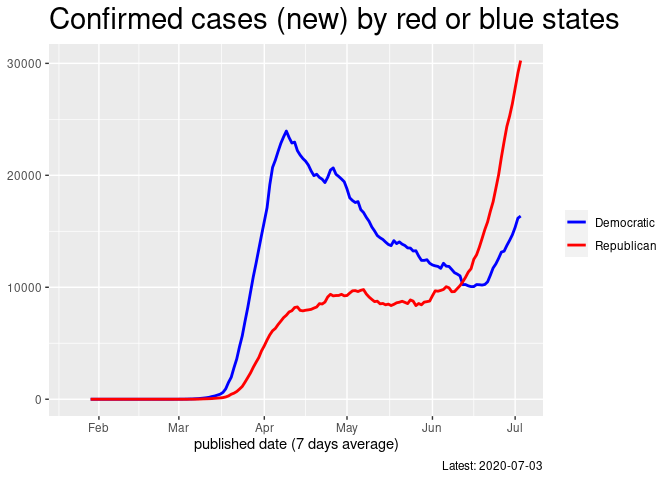 Confirmed cases (new) by red or blue states
30000
20000
10000
0
Feb Mar Apr May Jun Jul
published date (7 days average)
Democratic
Republican
Latest: 2020-07-03